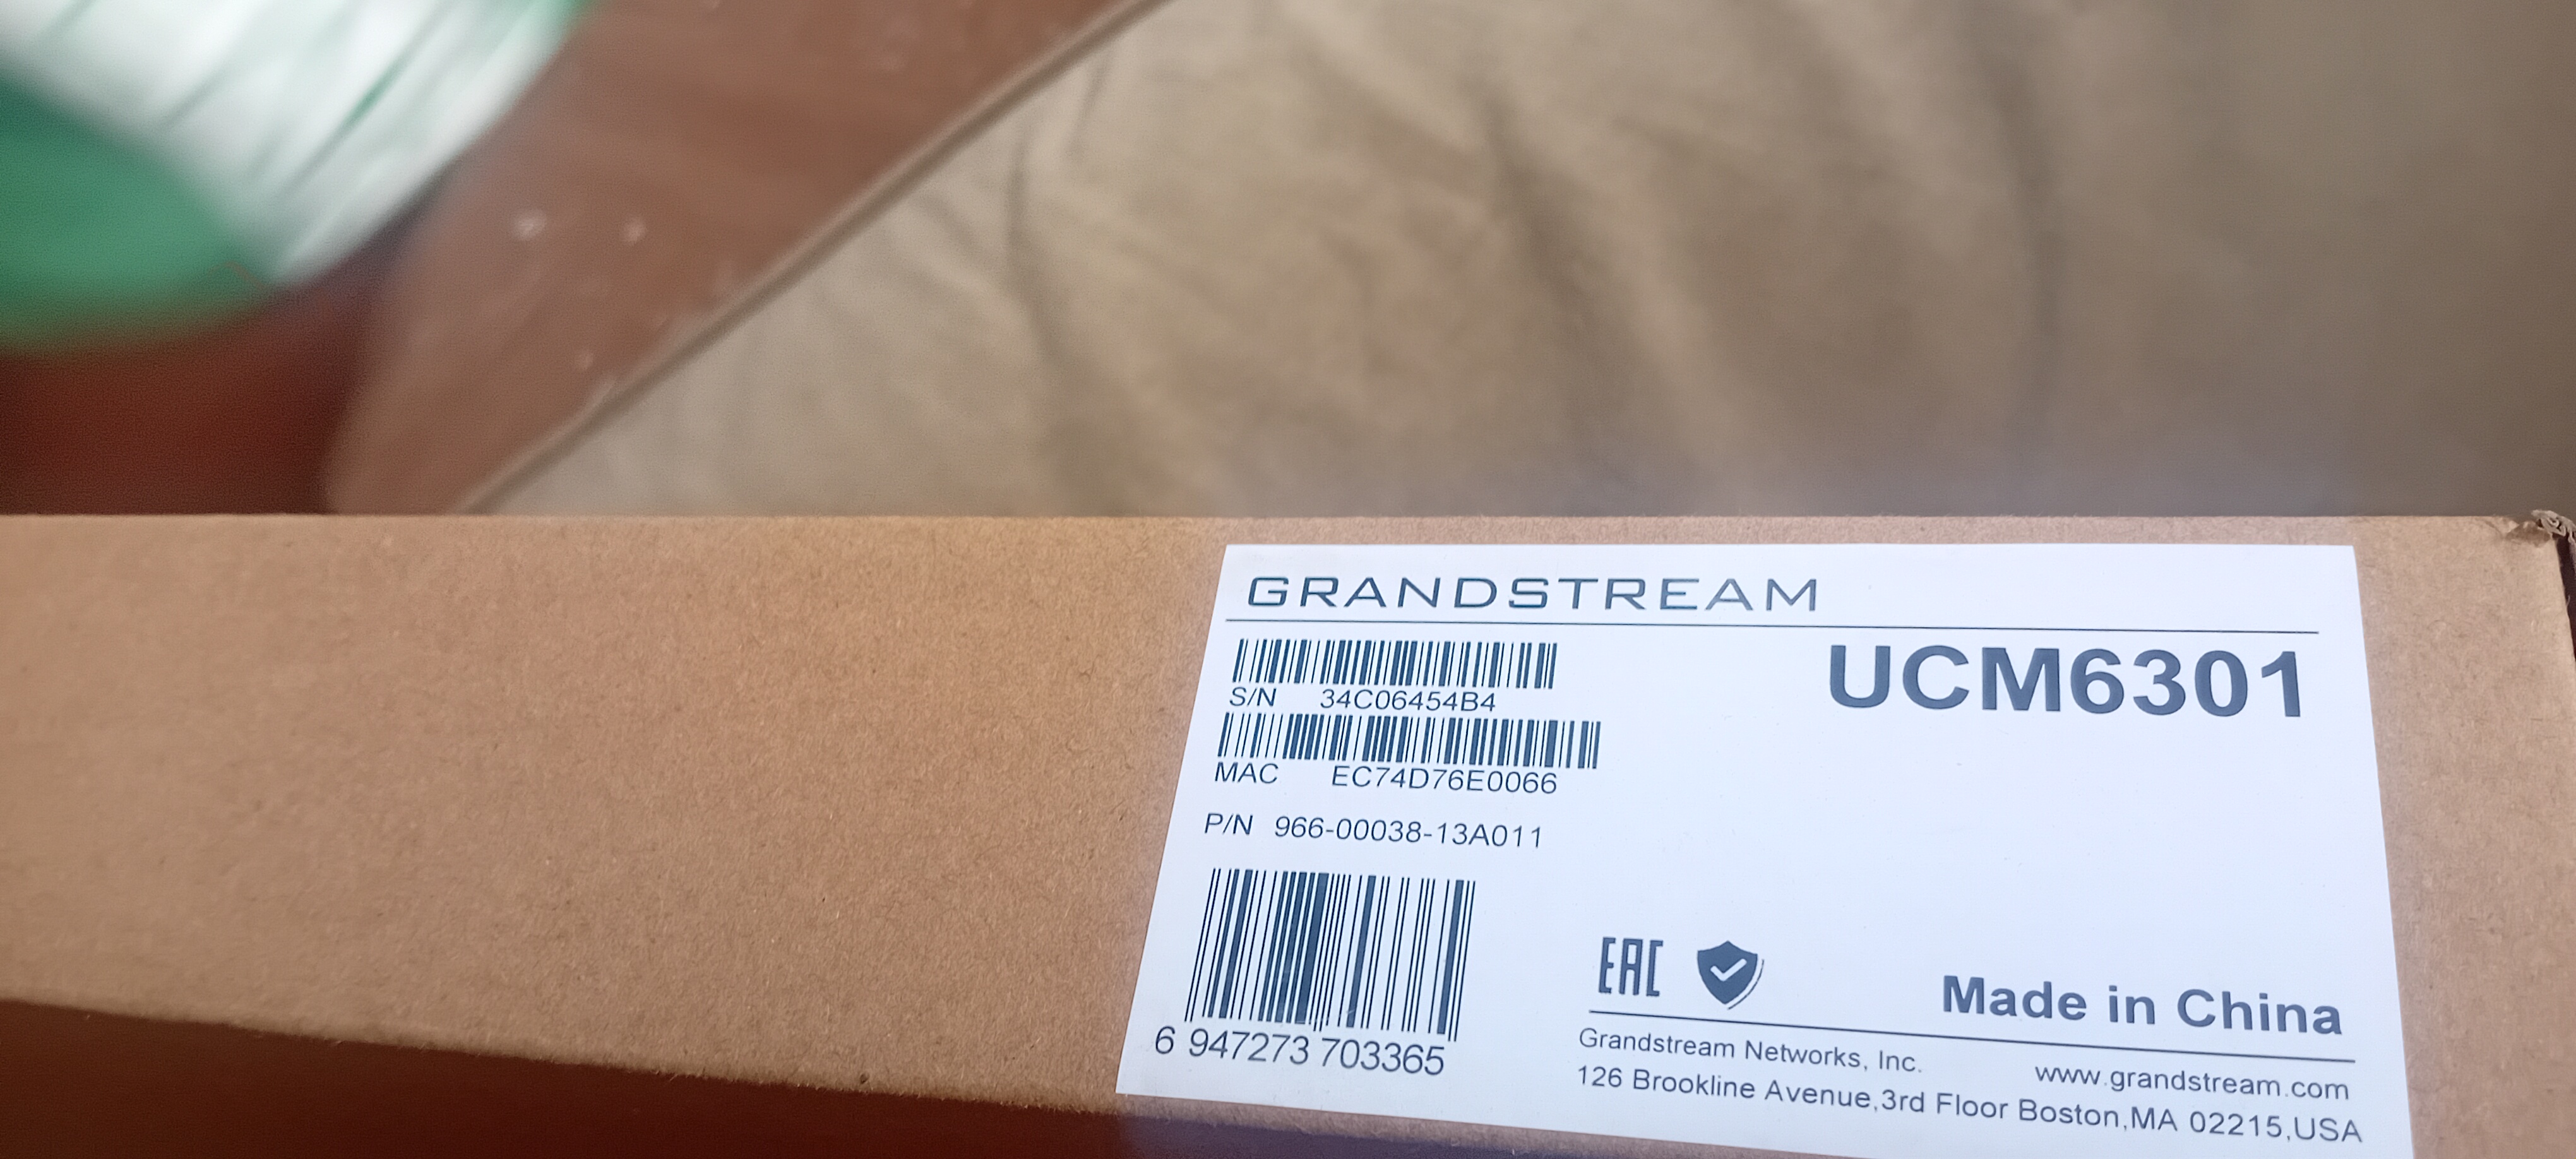 GRANDSTREAM
UCM6301
S/N 34C06454B4
MAC EC74D76E0066
P/N 966-00038-13A011
6 947273 703365
EAC
Made in China
Grandstream Networks, Inc. www.grandstream.com
126 Brookline Avenue,3rd Floor Boston,MA 02215,USA